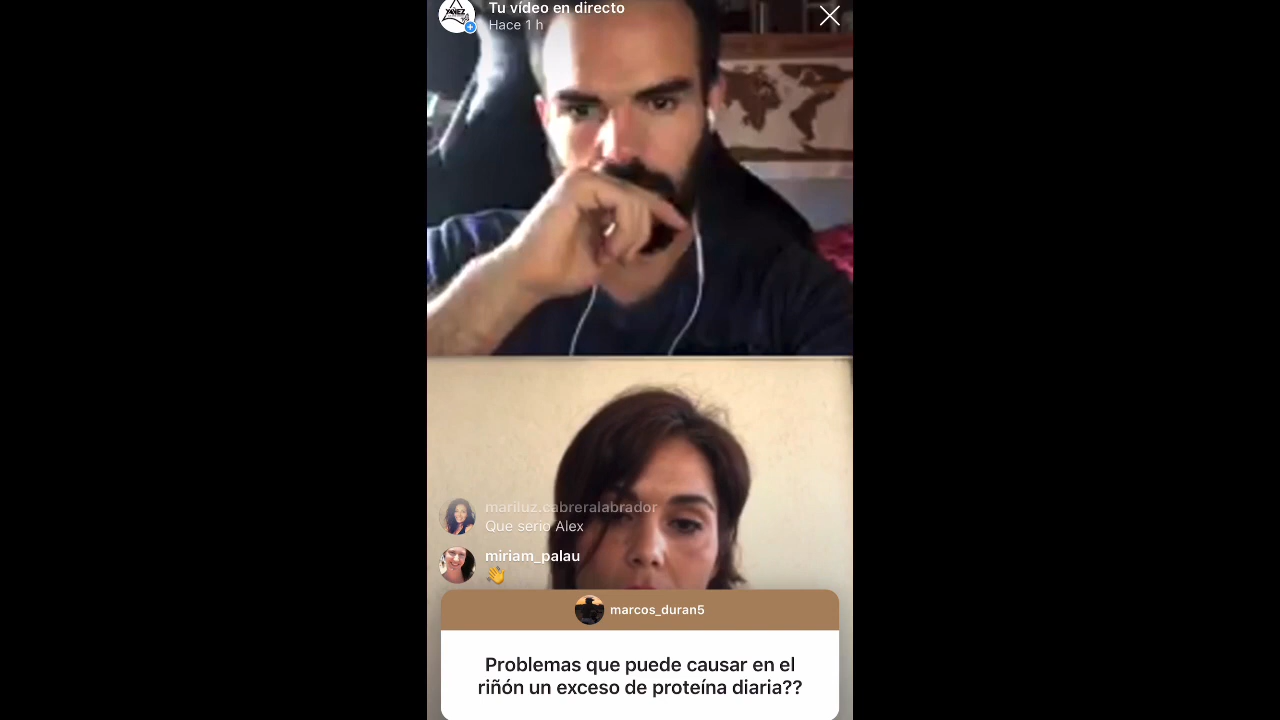 YAÑEZ
Tu vídeo en directo
Hace 1 h
mariluz.cabreralabrador
Que serio Alex
miriam_palau
👋
marcos_duran5
Problemas que puede causar en el
riñón un exceso de proteína diaria??